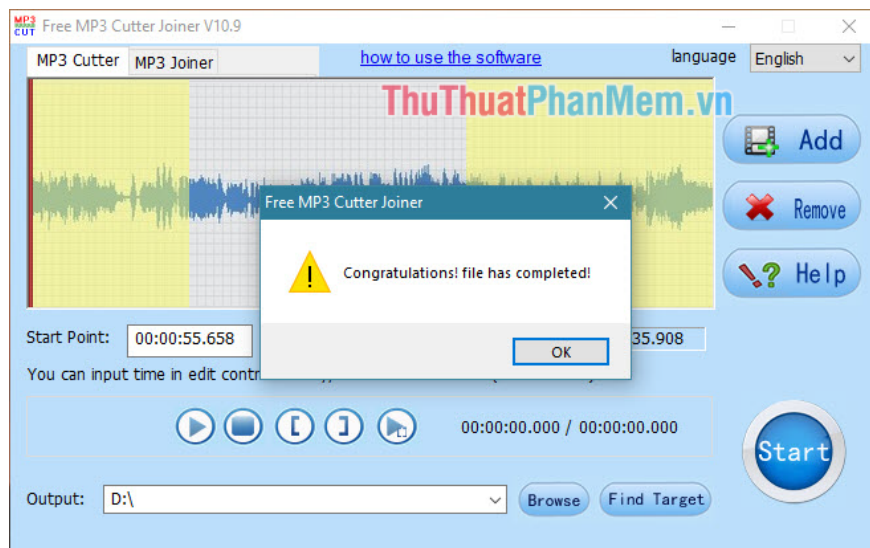 MP3 CUT Free MP3 Cutter Joiner V10.9
MP3 Cutter MP3 Joiner how to use the software language English
ThuThuatPhanMem.vn
Add
Free MP3 Cutter Joiner
Remove
Congratulations! file has completed!
Help
Start Point: 00:00:55.658 35.908
OK
You can input time in edit
00:00:00.000 / 00:00:00.000
Start
Output: D:\ Browse Find Target